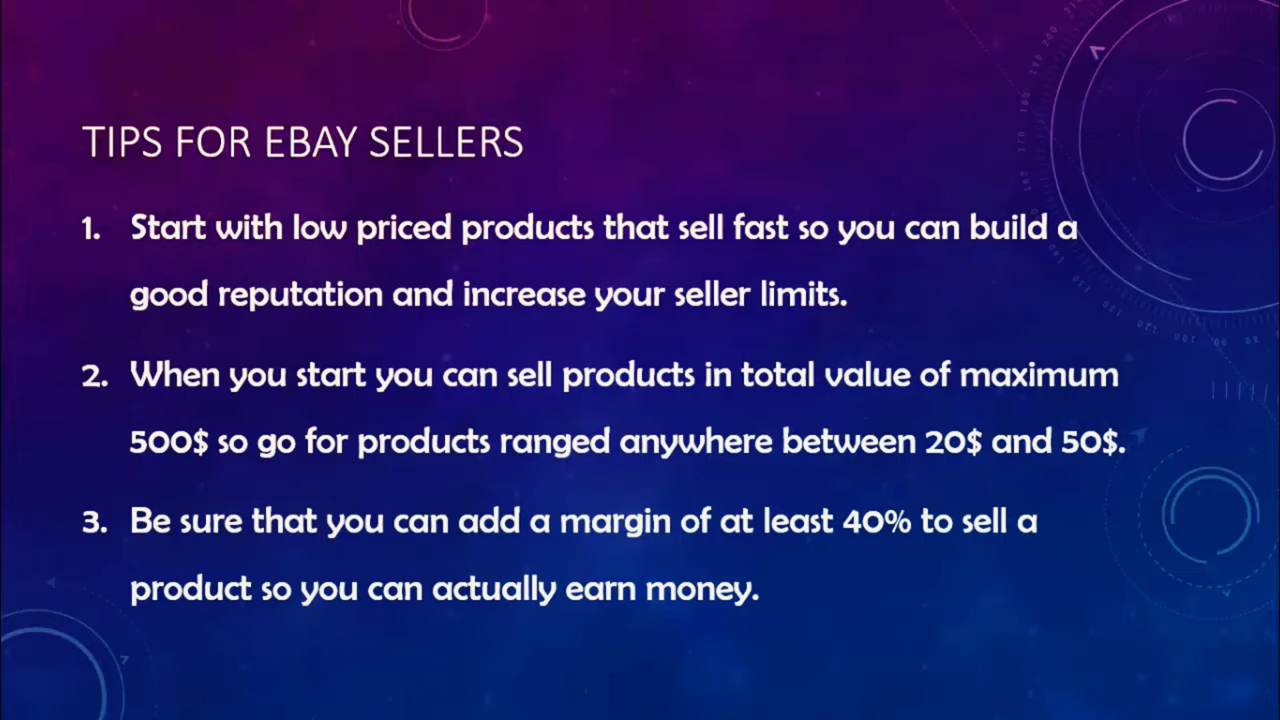 TIPS FOR EBAY SELLERS
1. Start with low priced products that sell fast so you can build a
good reputation and increase your seller limits.
2. When you start you can sell products in total value of maximum
500$ so go for products ranged anywhere between 20$ and 50$.
3. Be sure that you can add a margin of at least 40% to sell a
product so you can actually earn money.